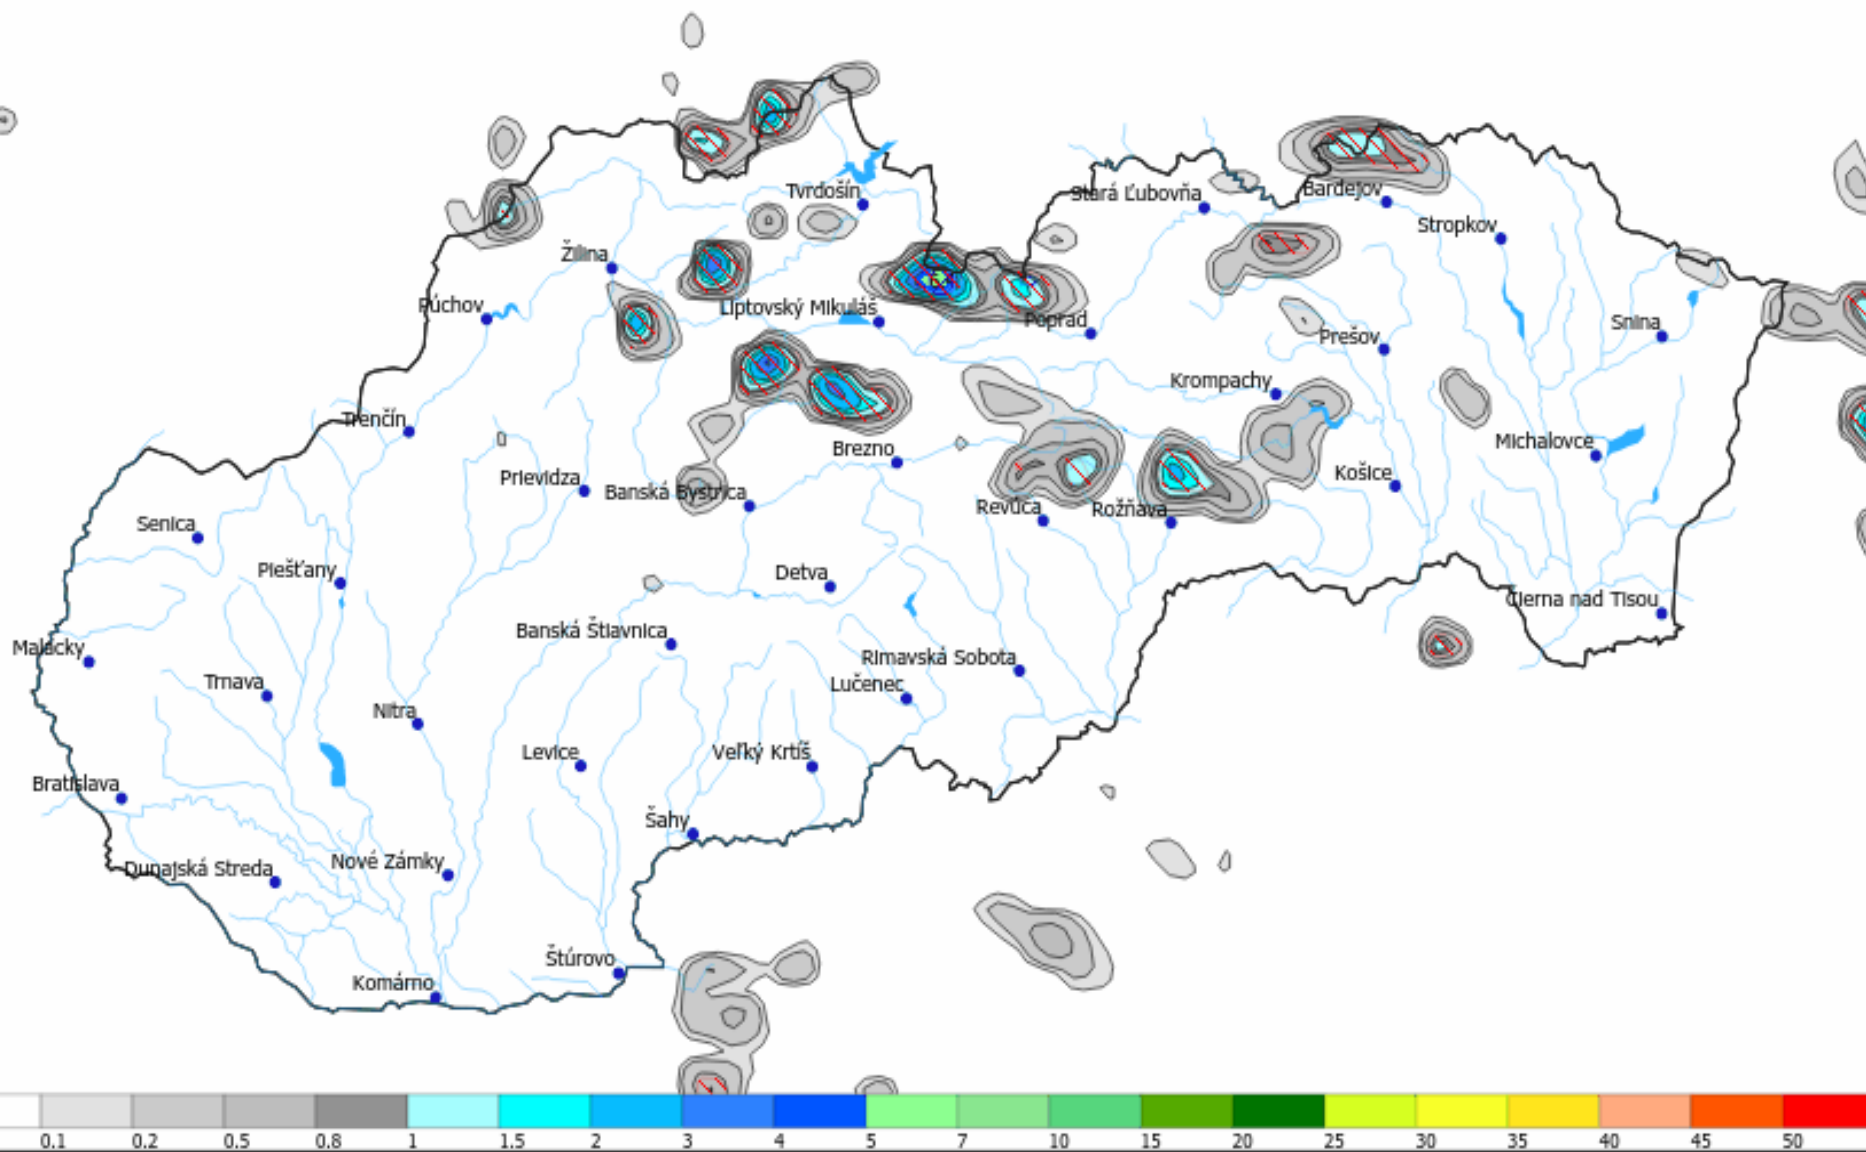 Tvrdošín
Stará Ľubovňa
Bardejov
Stropkov
Žilina
Púchov
Liptovský Mikuláš
Poprad
Snina
Prešov
Krompachy
Trenčín
Brezno
Michalovce
Prievidza
Banská Bystrica
Košice
Revúca
Rožňava
Senica
Piešťany
Detva
Čierna nad Tisou
Banská Štiavnica
Malacky
Rimavská Sobota
Trnava
Lučenec
Nitra
Levice
Veľký Krtíš
Bratislava
Šahy
Nové Zámky
Dunajská Streda
Štúrovo
Komárno
0.1 0.2 0.5 0.8 1 1.5 2 3 4 5 7 10 15 20 25 30 35 40 45 50